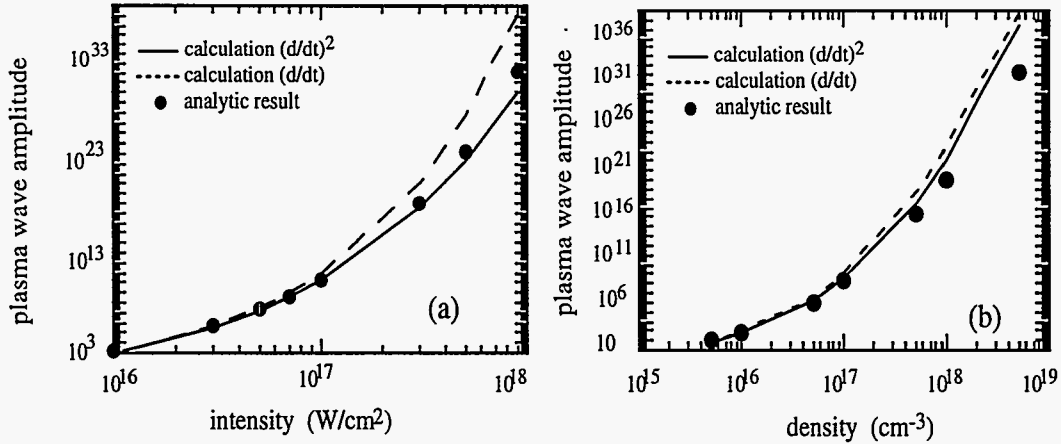 plasma wave amplitude
10^33
10^23
10^13
10^3
calculation (d/dt)^2
calculation (d/dt)
analytic result
(a)
10^16
10^17
10^18
intensity (W/cm^2)
plasma wave amplitude
10^36
10^31
10^26
10^21
10^16
10^11
10^6
10
calculation (d/dt)^2
calculation (d/dt)
analytic result
(b)
10^15
10^16
10^17
10^18
10^19
density (cm^-3)